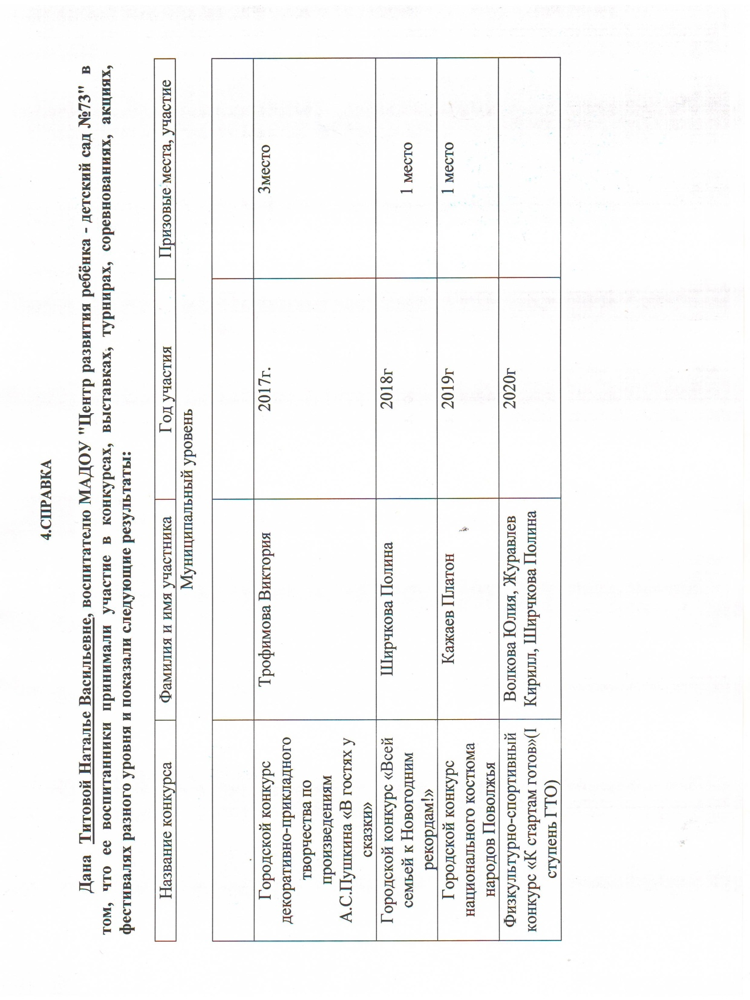 4.СПРАВКА
Дана Титовой Наталье Васильевне, воспитателю МАДОУ "Центр развития ребёнка - детский сад №73" в
том, что ее воспитанники принимали участие в конкурсах, выставках, турнирах, соревнованиях, акциях,
фестивалях разного уровня и показали следующие результаты:
Название конкурса Фамилия и имя участника Год участия Призовые места, участие
Муниципальный уровень
Городской конкурс Трофимова Виктория 2017г. 3место
декоративно-прикладного
творчества по
произведениям
А.С.Пушкина «В гостях у
сказки»
Городской конкурс «Всей Ширчкова Полина 2018г
семьей к Новогодним 1 место
рекордам!»
Городской конкурс Кажаев Платон 2019г 1 место
национального костюма
народов Поволжья
Физкультурно-спортивный Волкова Юлия, Журавлев 2020г
конкурс «К стартам готов»(I Кирилл, Ширчкова Полина
ступень ГТО)